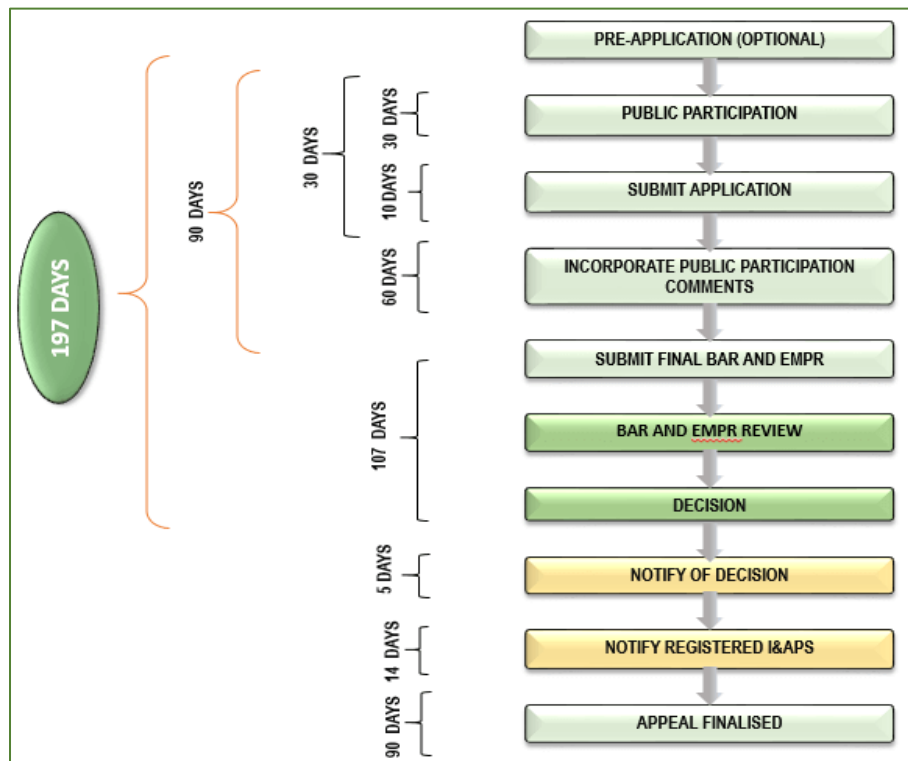 PRE-APPLICATION (OPTIONAL)
PUBLIC PARTICIPATION
30 DAYS
30 DAYS
SUBMIT APPLICATION
10 DAYS
90 DAYS
INCORPORATE PUBLIC PARTICIPATION
COMMENTS
60 DAYS
197 DAYS
SUBMIT FINAL BAR AND EMPR
BAR AND EMPR REVIEW
107 DAYS
DECISION
NOTIFY OF DECISION
5 DAYS
NOTIFY REGISTERED I&APS
14 DAYS
APPEAL FINALISED
90 DAYS